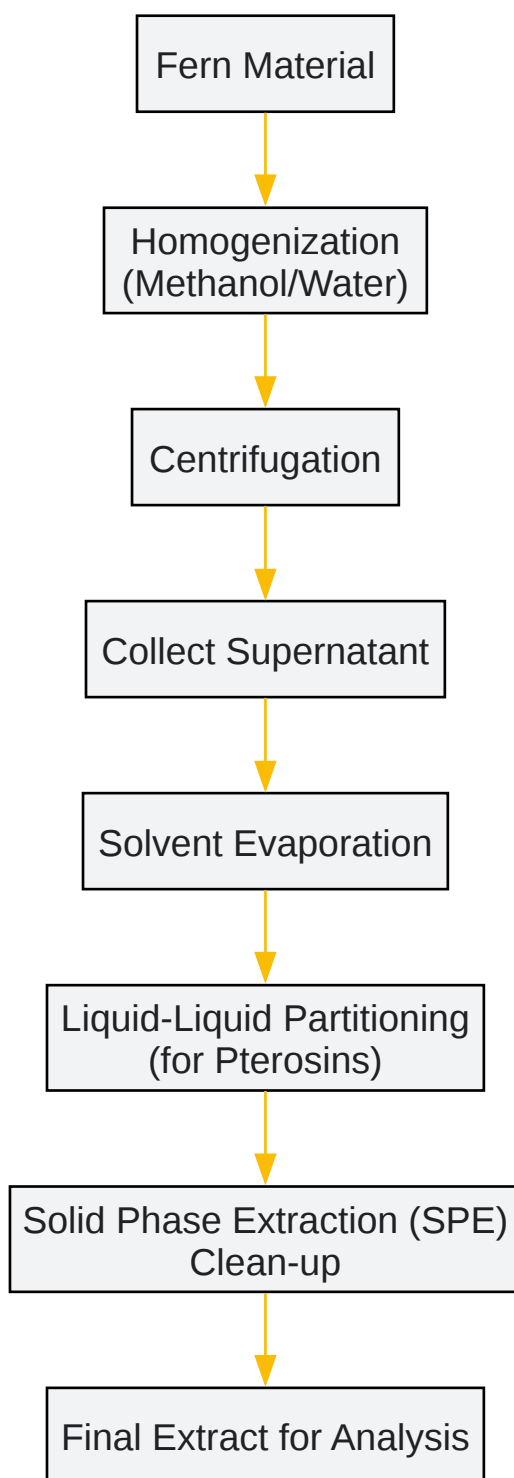 Fern Material
Homogenization
(Methanol/Water)
Centrifugation
Collect Supernatant
Solvent Evaporation
Liquid-Liquid Partitioning
(for Pterosins)
Solid Phase Extraction (SPE)
Clean-up
Final Extract for Analysis